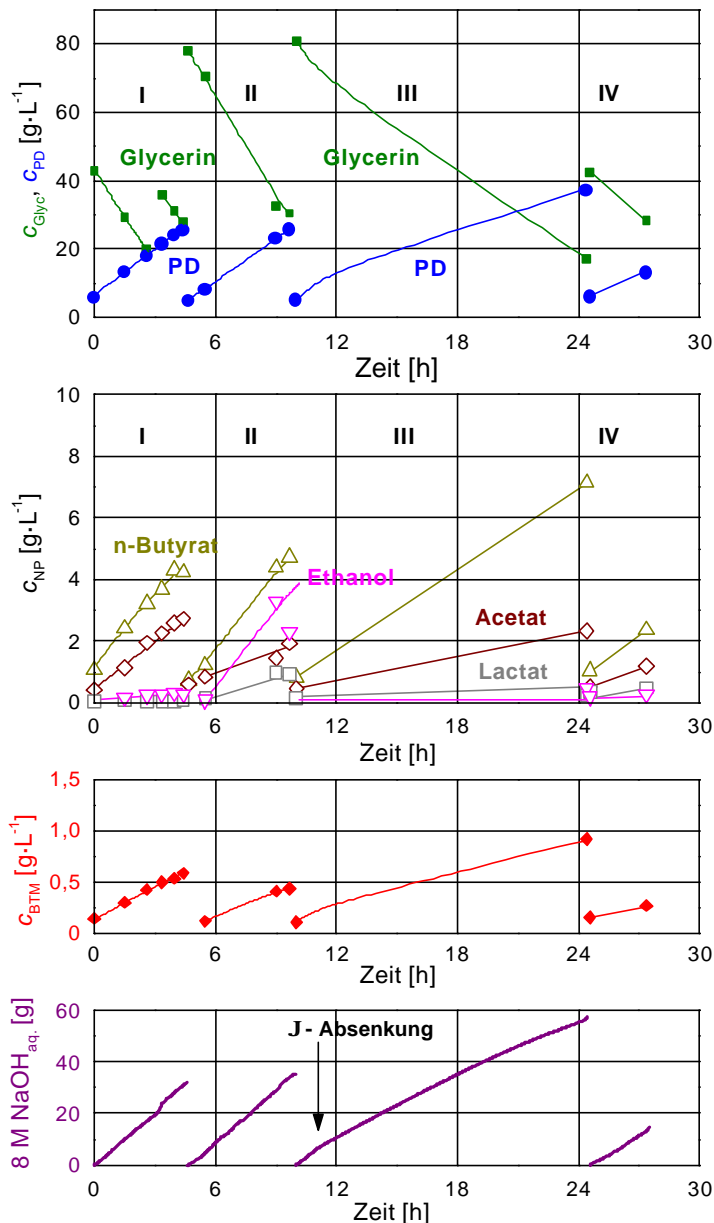 80
60
40
20
0
I
II
III
IV
Glycerin
Glycerin
PD
PD
c_Glyc, c_PD [g·L⁻¹]
0
6
12
18
24
30
Zeit [h]
10
8
6
4
2
0
I
II
III
IV
n-Butyrat
Ethanol
Acetat
Lactat
c_NP [g·L⁻¹]
0
6
12
18
24
30
Zeit [h]
1,5
1,0
0,5
0
c_BTM [g·L⁻¹]
0
6
12
18
24
30
Zeit [h]
60
40
20
0
J - Absenkung
8 M NaOH_aq. [g]
0
6
12
18
24
30
Zeit [h]